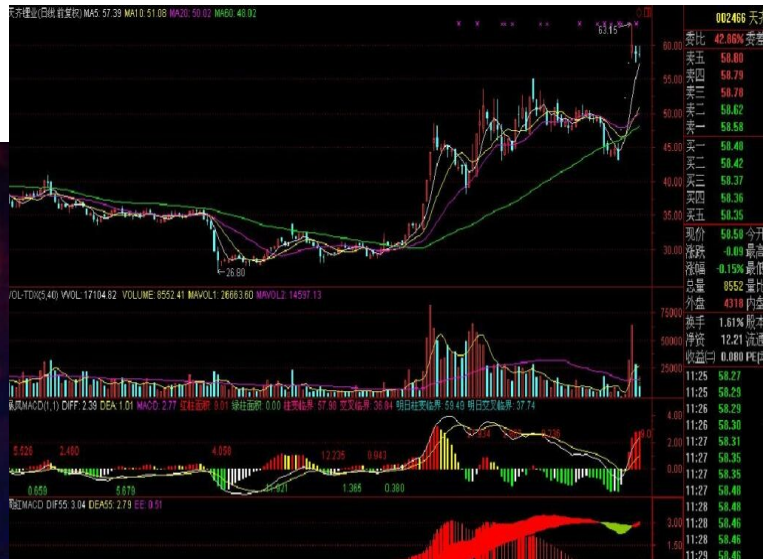 天齐锂业(日线.前复权) MA5: 57.39 MA10: 51.08 MA20: 50.02 MA60: 48.02
63.15
60.00
55.00
50.00
45.00
40.00
35.00
30.00
←26.80
VOL-TDX(5,40) VVOL: 17104.82 VOLUME: 8552.41 MAVOL1: 26663.60 MAVOL2: 14597.13
75000
50000
25000
MACD(1,1) DIFF: 2.39 DEA: 1.01 MACD: 2.77 红柱面积: 8.01 绿柱面积: 0.00 柱变临界: 57.98 交叉临界: 36.84 明日柱变临界: 59.49 明日交叉临界: 37.74
4.00
2.00
0.00
5.526 2.480 4.050 12.235 9.943
0.659 5.679 1.365 0.380
MACD DIF55: 3.04 DEA55: 2.79 EE: 0.51
3.00
1.50
002466 天齐
委比 42.86% 委差
卖五 58.80
卖四 58.79
卖三 58.78
卖二 58.62
卖一 58.58
买一 58.48
买二 58.42
买三 58.37
买四 58.36
买五 58.35
现价 58.50 今开
涨跌 -0.09 最高
涨幅 -0.15% 最低
总量 8552 量比
外盘 4318 内盘
换手 1.61% 股本
净资 12.21 流通
收益(三) 0.080 PE
11:25 58.27
11:25 58.29
11:26 58.29
11:26 58.30
11:27 58.31
11:27 58.35
11:27 58.35
11:27 58.40
11:28 58.48
11:28 58.46
11:28 58.46
11:29 58.46